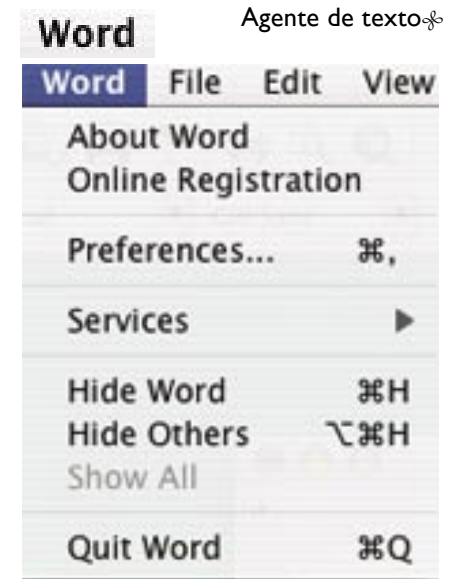 Word
Agente de texto
Word File Edit View
About Word
Online Registration
Preferences... ⌘,
Services ▶
Hide Word ⌘H
Hide Others ⌥⌘H
Show All
Quit Word ⌘Q